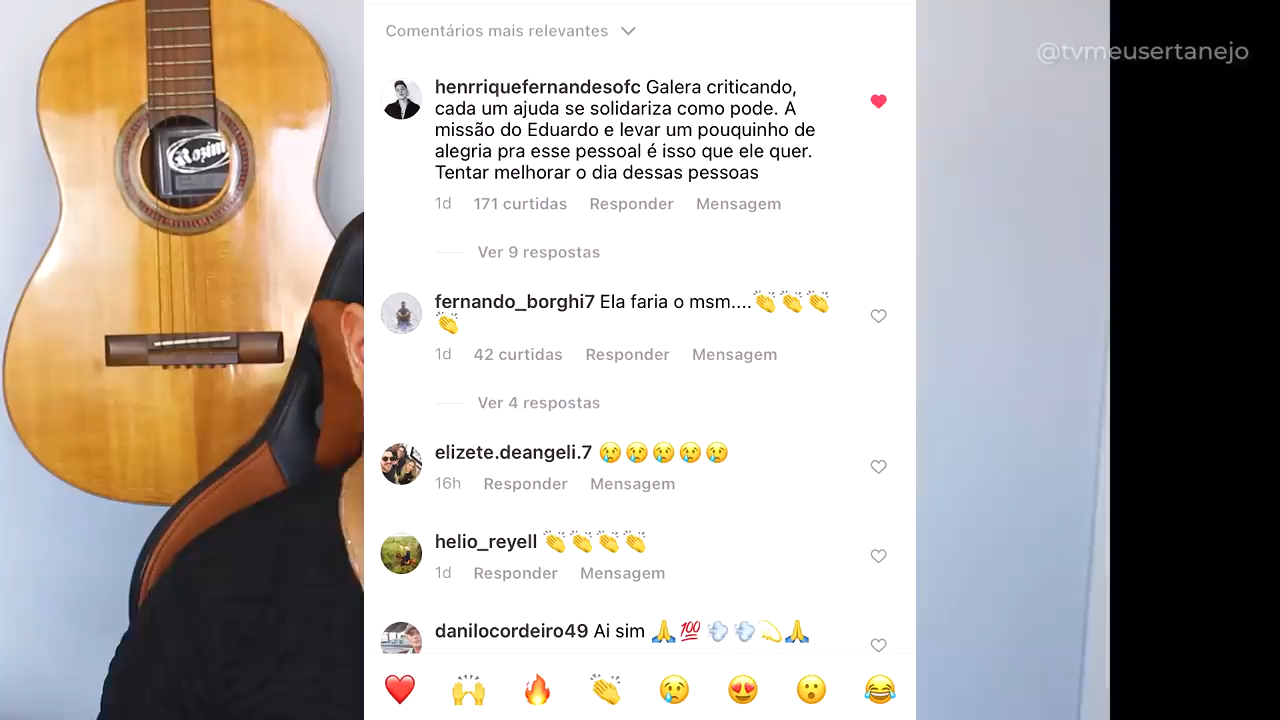 Comentários mais relevantes
@tvmeusertanejo
henrriquefernandesofc Galera criticando,
cada um ajuda se solidariza como pode. A
missão do Eduardo e levar um pouquinho de
alegria pra esse pessoal é isso que ele quer.
Tentar melhorar o dia dessas pessoas
1d 171 curtidas Responder Mensagem
Ver 9 respostas
fernando_borghi7 Ela faria o msm....👏👏👏
👏
1d 42 curtidas Responder Mensagem
Ver 4 respostas
elizete.deangeli.7 😢😢😢😢😢
16h Responder Mensagem
helio_reyell 👏👏👏👏
1d Responder Mensagem
danilocordeiro49 Ai sim 🙏💯💨💨💫🙏
❤️🙌🔥👏😢😍😮😂